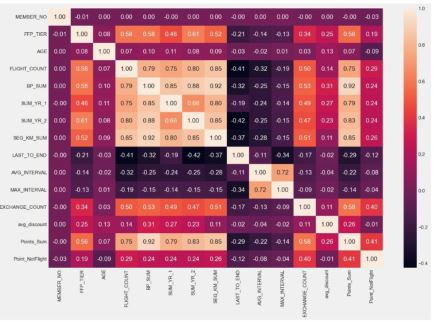 MEMBER_NO 1.00 -0.01 0.00 0.00 0.00 0.00 0.00 0.00 -0.00 -0.00 -0.00 -0.00 0.00 -0.00 -0.03
FFP_TIER -0.01 1.00 0.08 0.58 0.58 0.46 0.61 0.52 -0.21 -0.14 -0.13 0.34 0.25 0.56 0.19
AGE 0.00 0.08 1.00 0.07 0.10 0.11 0.08 0.09 -0.03 -0.02 0.01 0.03 0.13 0.07 -0.09
FLIGHT_COUNT 1.00 0.79 0.75 0.80 0.85 -0.41 -0.32 -0.19 0.50 0.14 0.75 0.29
BP_SUM 0.00 0.58 0.10 0.79 1.00 0.85 0.88 0.92 -0.32 -0.25 -0.15 0.53 0.31 0.92 0.24
SUM_YR_1 0.00 0.46 0.11 0.75 0.85 1.00 0.80 -0.19 -0.24 -0.14 0.49 0.27 0.79 0.24
SUM_YR_2 0.00 0.61 0.08 0.80 0.88 1.00 0.85 -0.42 -0.25 -0.15 0.47 0.23 0.83 0.24
SEG_KM_SUM 0.00 0.52 0.09 0.85 0.92 0.80 0.85 1.00 -0.37 -0.28 -0.15 0.51 0.11 0.85 0.26
LAST_TO_END -0.00 -0.21 -0.03 -0.41 -0.32 -0.19 -0.42 -0.37 1.00 -0.11 -0.34 -0.17 -0.02 -0.29 -0.12
AVG_INTERVAL -0.00 -0.14 -0.02 -0.32 -0.25 -0.24 -0.25 -0.28 -0.11 1.00 0.72 -0.13 -0.04 -0.22 -0.08
MAX_INTERVAL -0.00 -0.13 0.01 -0.19 -0.15 -0.14 -0.15 -0.15 -0.34 0.72 1.00 -0.09 -0.02 -0.14 -0.04
EXCHANGE_COUNT -0.00 0.34 0.03 0.50 0.53 0.49 0.47 0.51 -0.17 -0.13 -0.09 1.00 0.11 0.58 0.40
avg_discount 0.00 0.25 0.13 0.14 0.31 0.27 0.23 0.11 -0.02 -0.04 -0.02 0.11 1.00 0.26 -0.01
Points_Sum -0.00 0.56 0.07 0.75 0.92 0.79 0.83 0.85 -0.29 -0.22 -0.14 0.58 0.26 1.00 0.41
Point_NotFlight -0.03 0.19 -0.09 0.29 0.24 0.24 0.24 0.26 -0.12 -0.08 -0.04 0.40 -0.01 0.41 1.00
MEMBER_NO FFP_TIER AGE FLIGHT_COUNT BP_SUM SUM_YR_1 SUM_YR_2 SEG_KM_SUM LAST_TO_END AVG_INTERVAL MAX_INTERVAL EXCHANGE_COUNT avg_discount Points_Sum Point_NotFlight
1.0
0.8
0.6
0.4
0.2
0.0
-0.2
-0.4